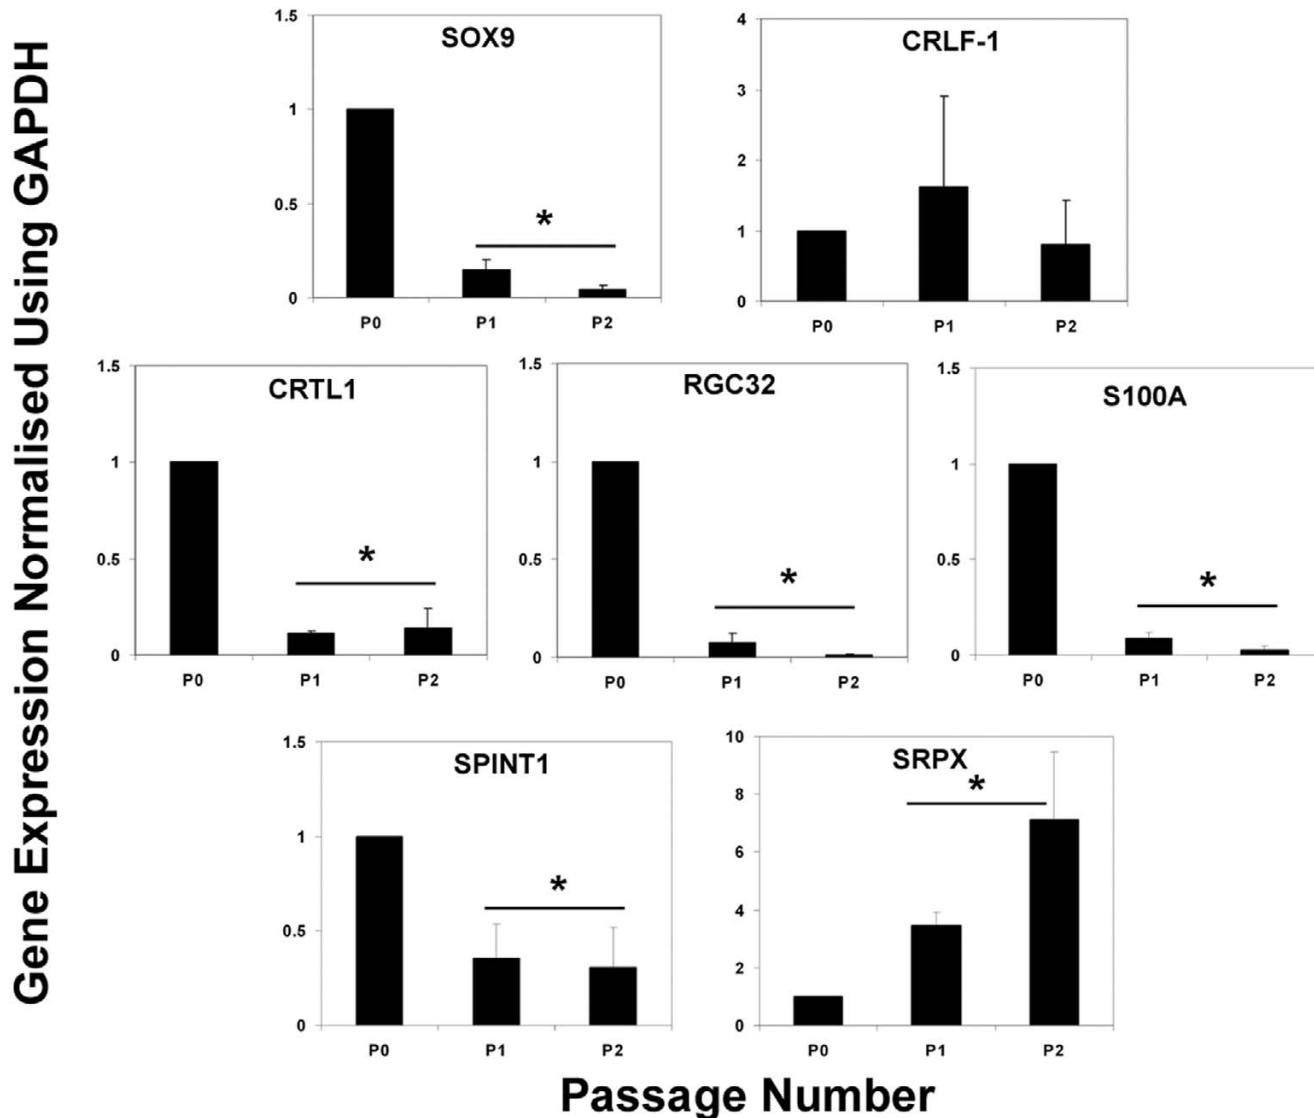 Gene Expression Normalised Using GAPDH
SOX9
1.5
1
0.5
0
*
P0 P1 P2
CRLF-1
4
3
2
1
0
P0 P1 P2
CRTL1
1.5
1
0.5
0
*
P0 P1 P2
RGC32
1.5
1
0.5
0
*
P0 P1 P2
S100A
1.5
1
0.5
0
*
P0 P1 P2
SPINT1
1.5
1
0.5
0
*
P0 P1 P2
SRPX
10
8
6
4
2
0
*
P0 P1 P2
Passage Number